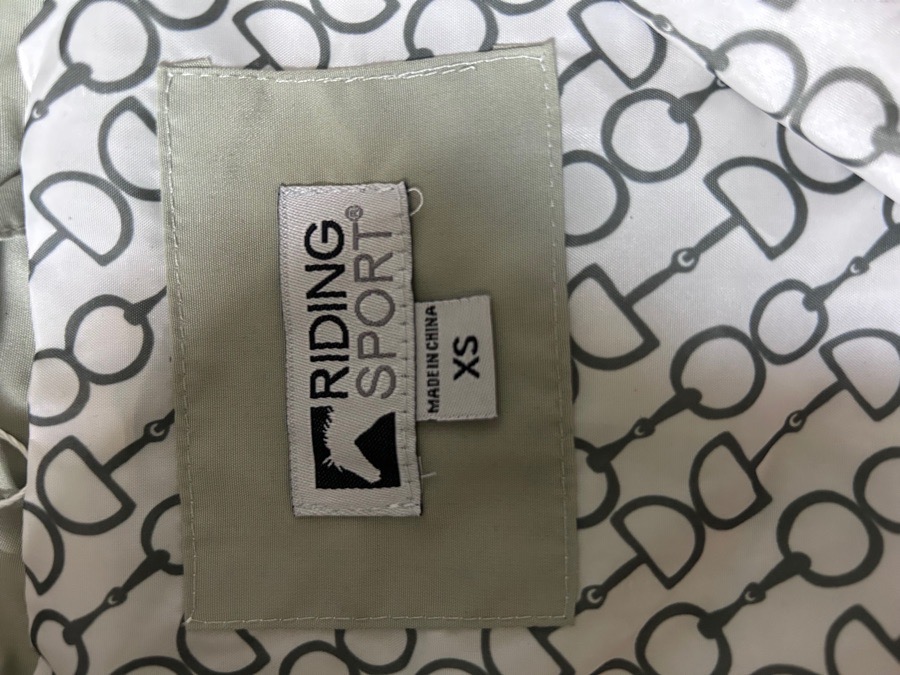 RIDING
SPORT®
MADE IN CHINA
XS